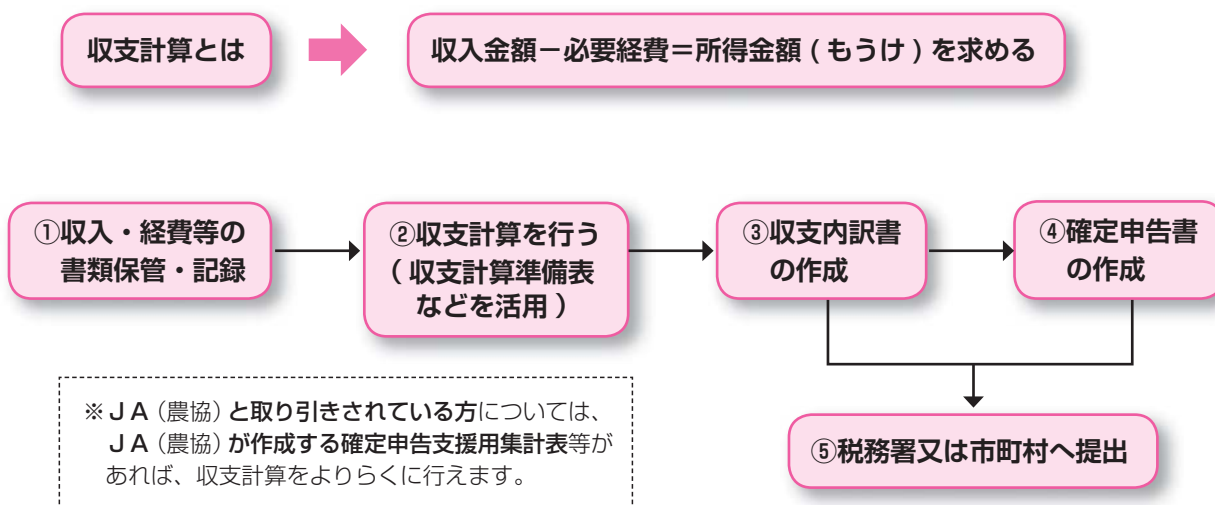 収支計算とは
収入金額－必要経費＝所得金額（もうけ）を求める
①収入・経費等の
書類保管・記録
②収支計算を行う
（収支計算準備表
などを活用）
③収支内訳書
の作成
④確定申告書
の作成
※ＪＡ（農協）と取り引きされている方については、
ＪＡ（農協）が作成する確定申告支援用集計表等が
あれば、収支計算をよりらくに行えます。
⑤税務署又は市町村へ提出